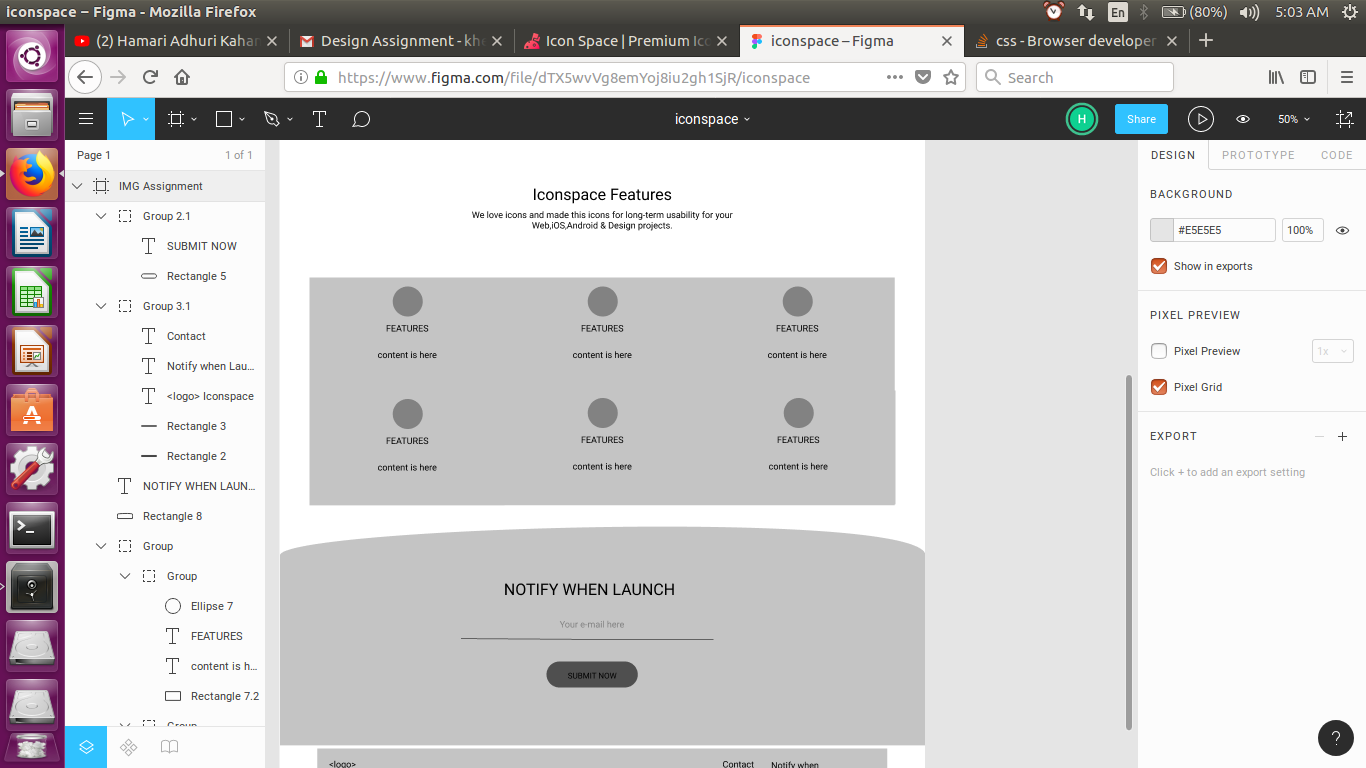 iconspace – Figma - Mozilla Firefox
En
(80%)
5:03 AM
(2) Hamari Adhuri Kahan
Design Assignment - khe
Icon Space | Premium Ic
iconspace – Figma
css - Browser developer
https://www.figma.com/file/dTX5wvVg8emYoj8iu2gh1SjR/iconspace
Search
iconspace
H
Share
50%
Page 1
1 of 1
DESIGN
PROTOTYPE
CODE
IMG Assignment
Group 2.1
SUBMIT NOW
Rectangle 5
Group 3.1
Contact
Notify when Lau...
<logo> Iconspace
Rectangle 3
Rectangle 2
NOTIFY WHEN LAUN...
Rectangle 8
Group
Group
Ellipse 7
FEATURES
content is h...
Rectangle 7.2
Group
Iconspace Features
We love icons and made this icons for long-term usability for your
Web,iOS,Android & Design projects.
FEATURES
FEATURES
FEATURES
content is here
content is here
content is here
FEATURES
FEATURES
FEATURES
content is here
content is here
content is here
NOTIFY WHEN LAUNCH
Your e-mail here
SUBMIT NOW
<logo>
Contact
Notify when
BACKGROUND
#E5E5E5
100%
Show in exports
PIXEL PREVIEW
Pixel Preview
1x
Pixel Grid
EXPORT
Click + to add an export setting
?